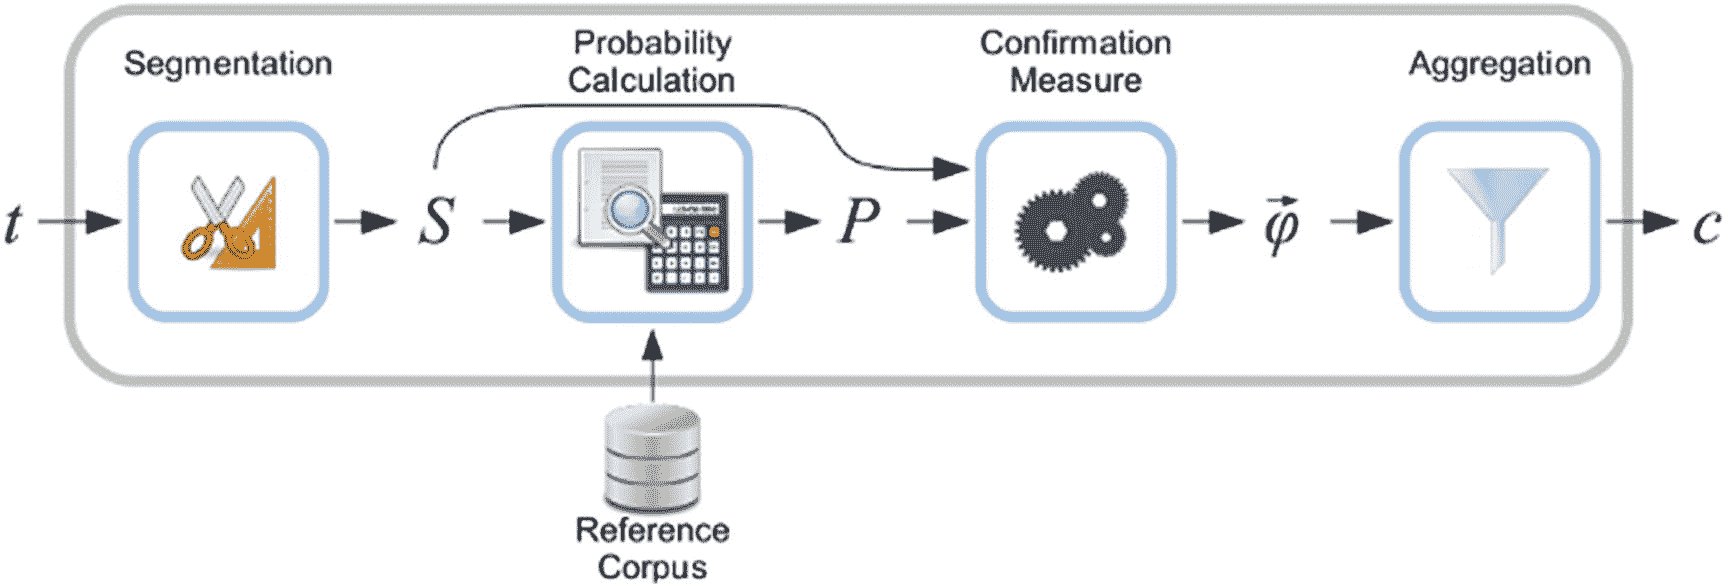 Segmentation
Probability
Calculation
Confirmation
Measure
Aggregation
t
S
P
φ⃗
c
Reference
Corpus